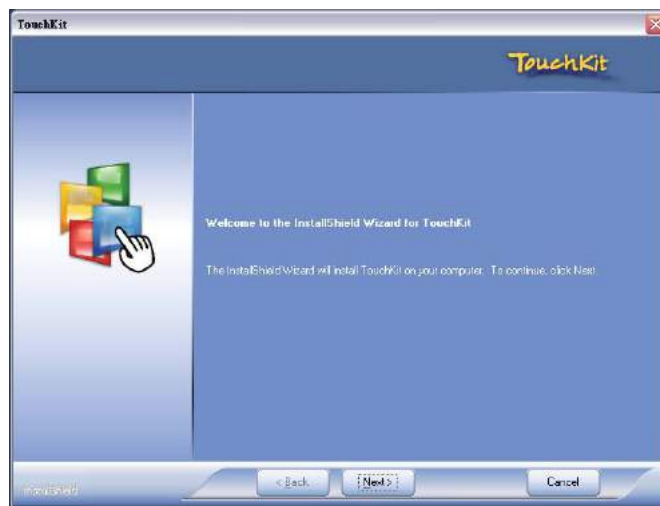 TouchKit
TouchKit
Welcome to the InstallShield Wizard for TouchKit
The InstallShield Wizard will install TouchKit on your computer. To continue, click Next.
InstallShield
< Back
Next >
Cancel